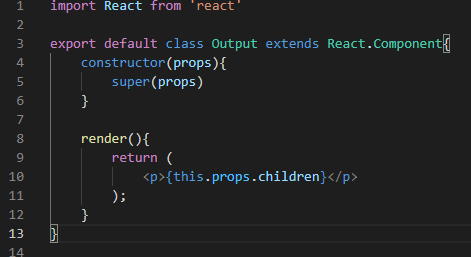 1 import React from 'react'
2
3 export default class Output extends React.Component{
4     constructor(props){
5         super(props)
6     }
7
8     render(){
9         return (
10             <p>{this.props.children}</p>
11         );
12     }
13 }
14